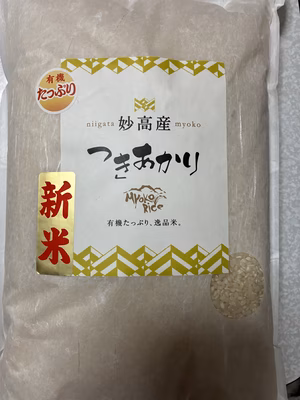 有機
たっぷり
niigata 妙高産 myoko
つきあかり
新米
Myoko
Rice
有機たっぷり、逸品米。